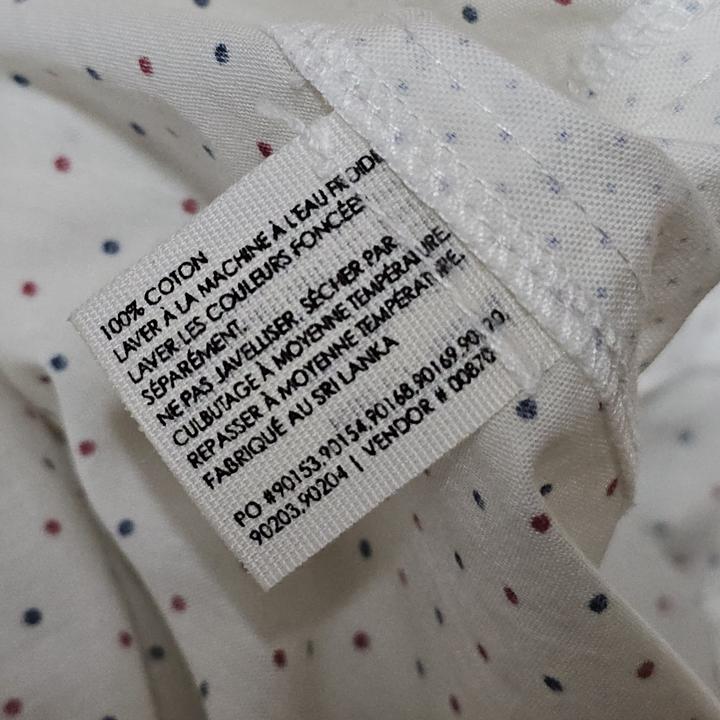 100% COTON
LAVER À LA MACHINE À L'EAU FROIDE
LAVER LES COULEURS FONCÉES
SÉPARÉMENT.
NE PAS JAVELLISER. SÉCHER PAR
CULBUTAGE À MOYENNE TEMPÉRATURE.
REPASSER À MOYENNE TEMPÉRATURE.
FABRIQUÉ AU SRI LANKA
PO #90153,90154,90168,90169,90170,
90203,90204 | VENDOR # 00870